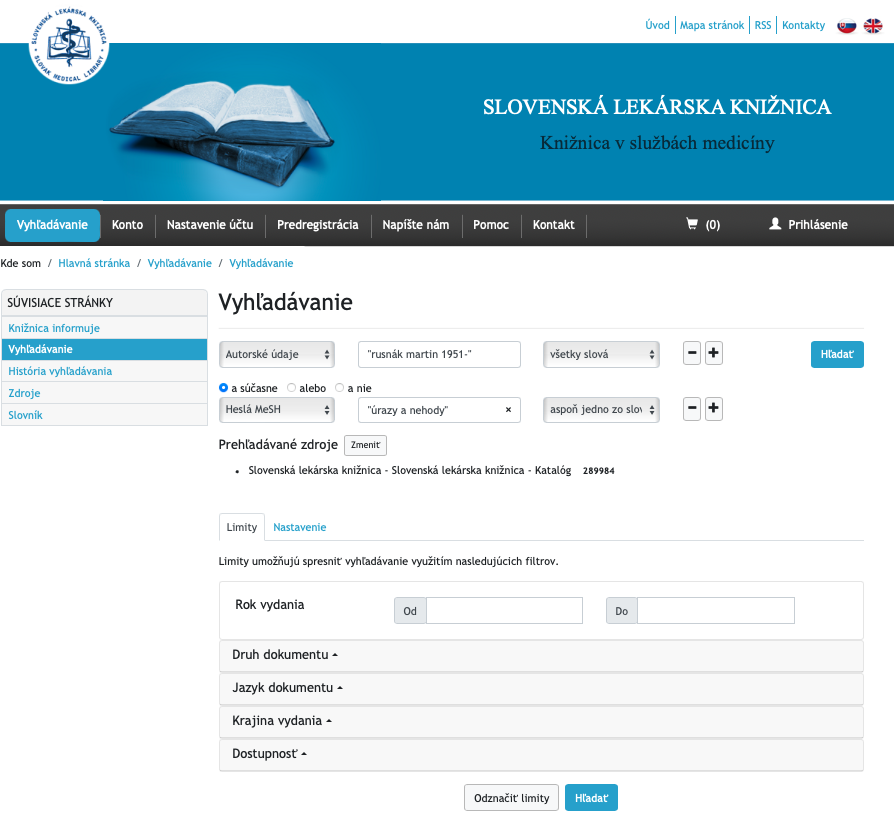 SLOVENSKÁ LEKÁRSKA KNIŽNICA
SLOVAK MEDICAL LIBRARY
Úvod Mapa stránok RSS Kontakty
SLOVENSKÁ LEKÁRSKA KNIŽNICA
Knižnica v službách medicíny
Vyhľadávanie Konto Nastavenie účtu Predregistrácia Napíšte nám Pomoc Kontakt (0) Prihlásenie
Kde som / Hlavná stránka / Vyhľadávanie / Vyhľadávanie
SÚVISIACE STRÁNKY
Knižnica informuje
Vyhľadávanie
História vyhľadávania
Zdroje
Slovník
Vyhľadávanie
Autorské údaje "rusnák martin 1951-" všetky slová − + Hľadať
a súčasne alebo a nie
Heslá MeSH "úrazy a nehody" × aspoň jedno zo slov − +
Prehľadávané zdroje Zmeniť
• Slovenská lekárska knižnica - Slovenská lekárska knižnica - Katalóg 289984
Limity Nastavenie
Limity umožňujú spresniť vyhľadávanie využitím nasledujúcich filtrov.
Rok vydania Od Do
Druh dokumentu
Jazyk dokumentu
Krajina vydania
Dostupnosť
Odznačiť limity Hľadať